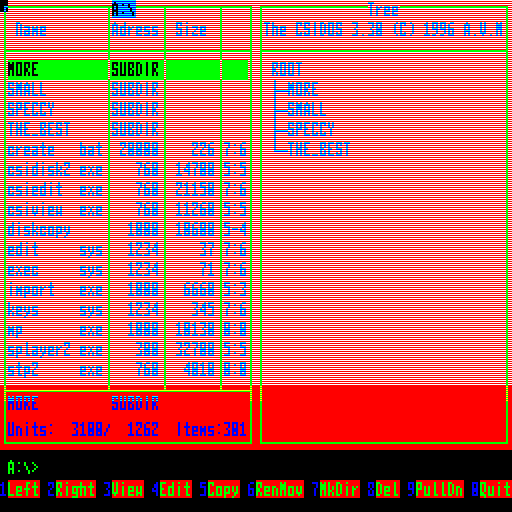 A:\ Tree
Name Adress Size The CSIDOS 3.30 (C) 1996 A.V.M
MORE SUBDIR ROOT
SMALL SUBDIR MORE
SPECCY SUBDIR SMALL
THE_BEST SUBDIR SPECCY
create bat 20000 226 7:6 THE_BEST
csidisk2 exe 760 14780 5:5
csiedit exe 760 21150 7:6
csiview exe 760 11260 5:5
diskcopy 1000 10600 5-4
edit sys 1234 37 7:6
exec sys 1234 71 7:6
import exe 1000 6660 5:3
keys sys 1234 345 7:6
mp exe 1000 10130 0:0
splayer2 exe 300 32700 5:5
stp2 exe 760 4010 0:0
MORE SUBDIR
Units: 3180/ 1262 Items:301
A:\>
1Left 2Right 3View 4Edit 5Copy 6RenMov 7MkDir 8Del 9PullDn 0Quit